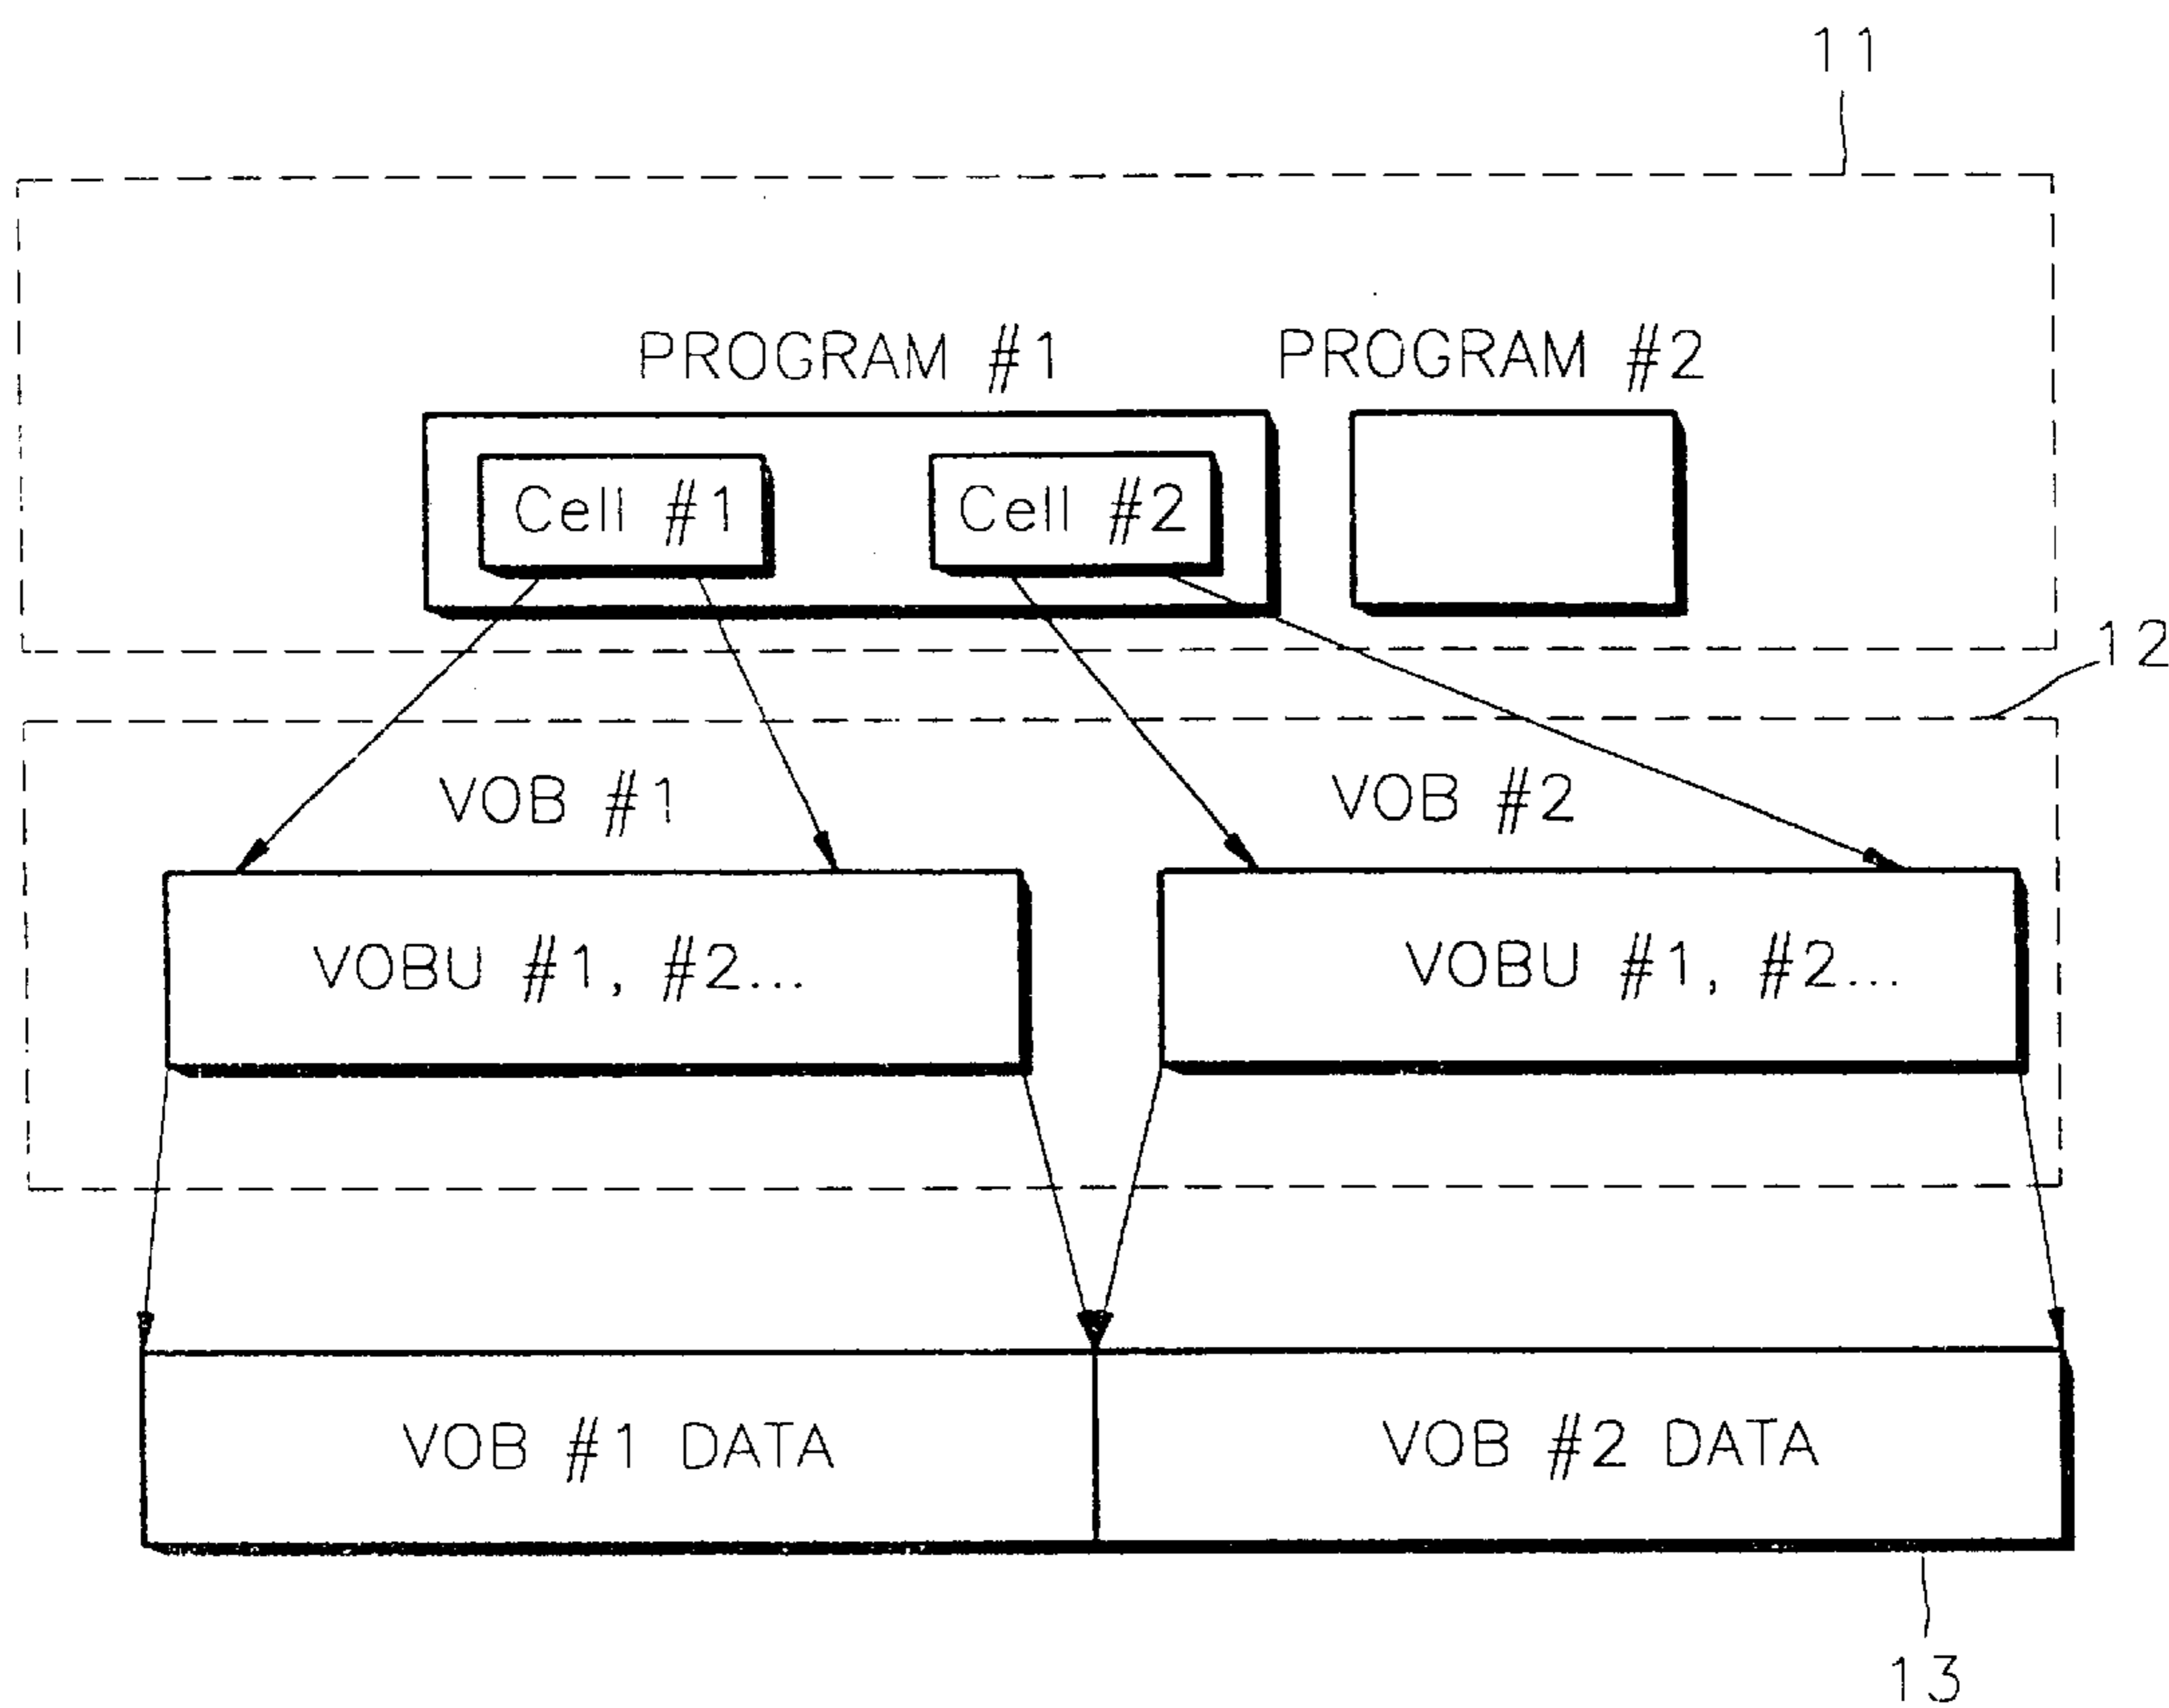 11
PROGRAM #1
PROGRAM #2
Cell #1
Cell #2
12
VOB #1
VOB #2
VOBU #1, #2...
VOBU #1, #2...
VOB #1 DATA
VOB #2 DATA
13